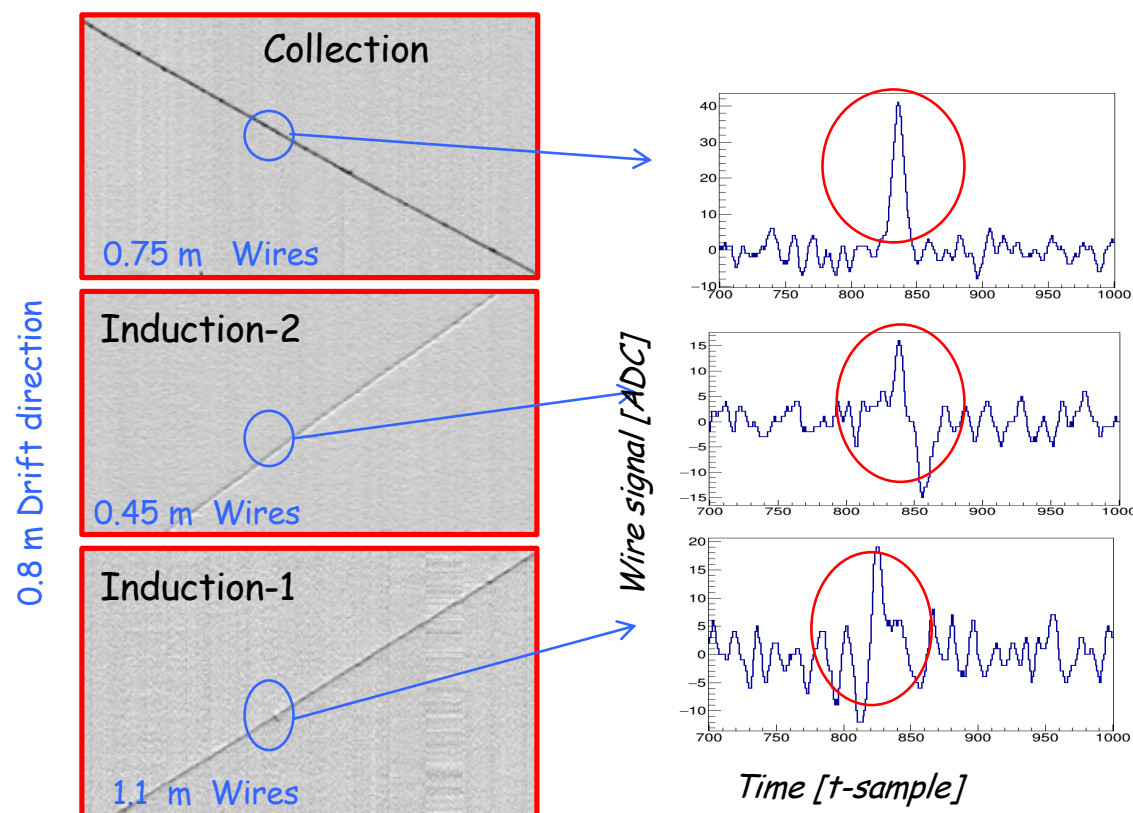 Collection
0.75 m Wires
Induction-2
0.45 m Wires
Induction-1
1.1 m Wires
0.8 m Drift direction
Wire signal [ADC]
40
30
20
10
0
−10
700 750 800 850 900 950 1000
15
10
5
0
−5
−10
−15
700 750 800 850 900 950 1000
20
15
10
5
0
−5
−10
700 750 800 850 900 950 1000
Time [t-sample]